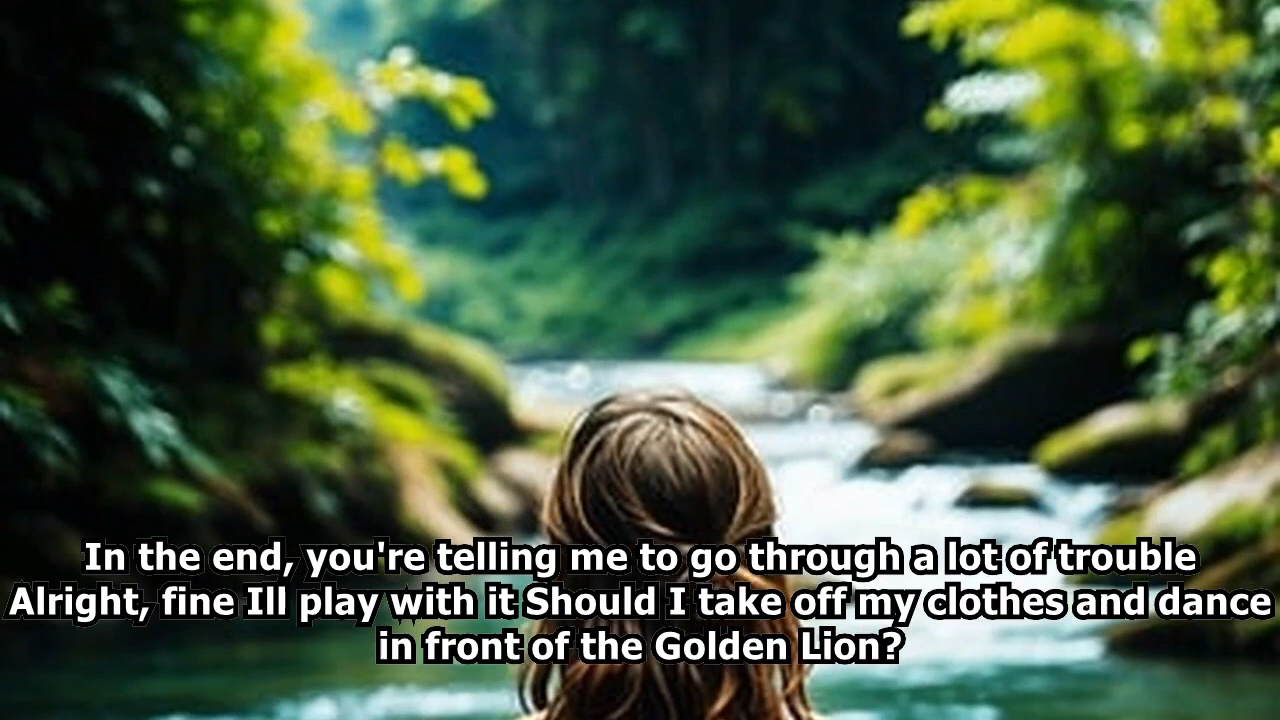 In the end, you're telling me to go through a lot of trouble
Alright, fine Ill play with it Should I take off my clothes and dance
in front of the Golden Lion?